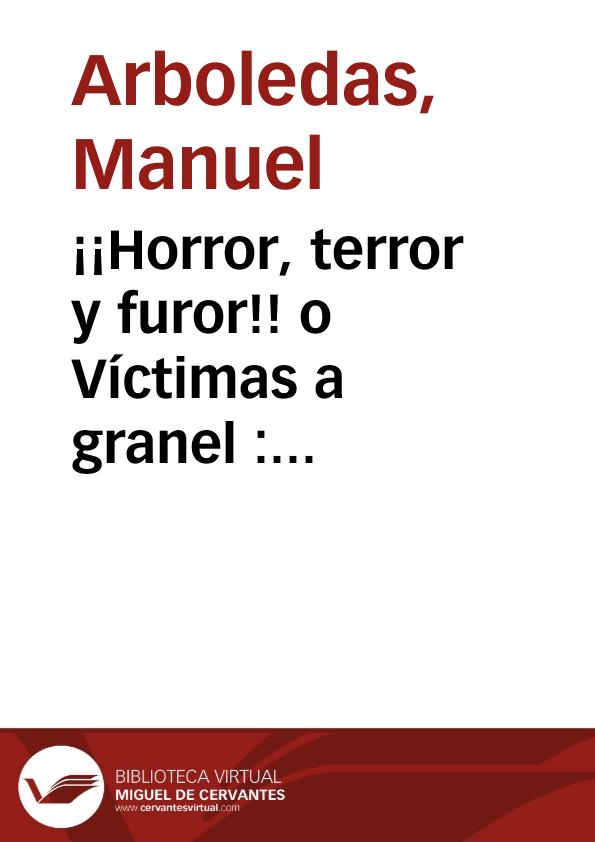 Arboledas,
Manuel
¡¡Horror, terror
y furor!! o
Víctimas a
granel :...
BIBLIOTECA VIRTUAL
MIGUEL DE CERVANTES
www.cervantesvirtual.com